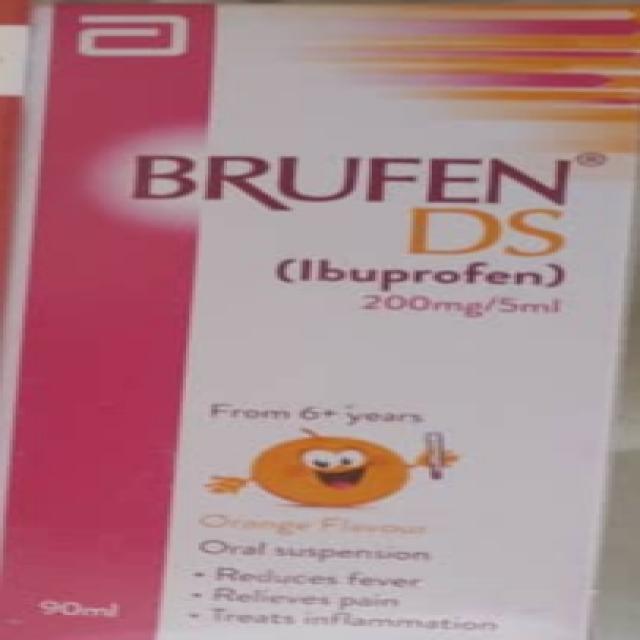 BRUFEN®
DS
(Ibuprofen)
200mg/5ml
From 6+ years
Orange Flavour
Oral suspension
• Reduces fever
• Relieves pain
• Treats inflammation
90ml